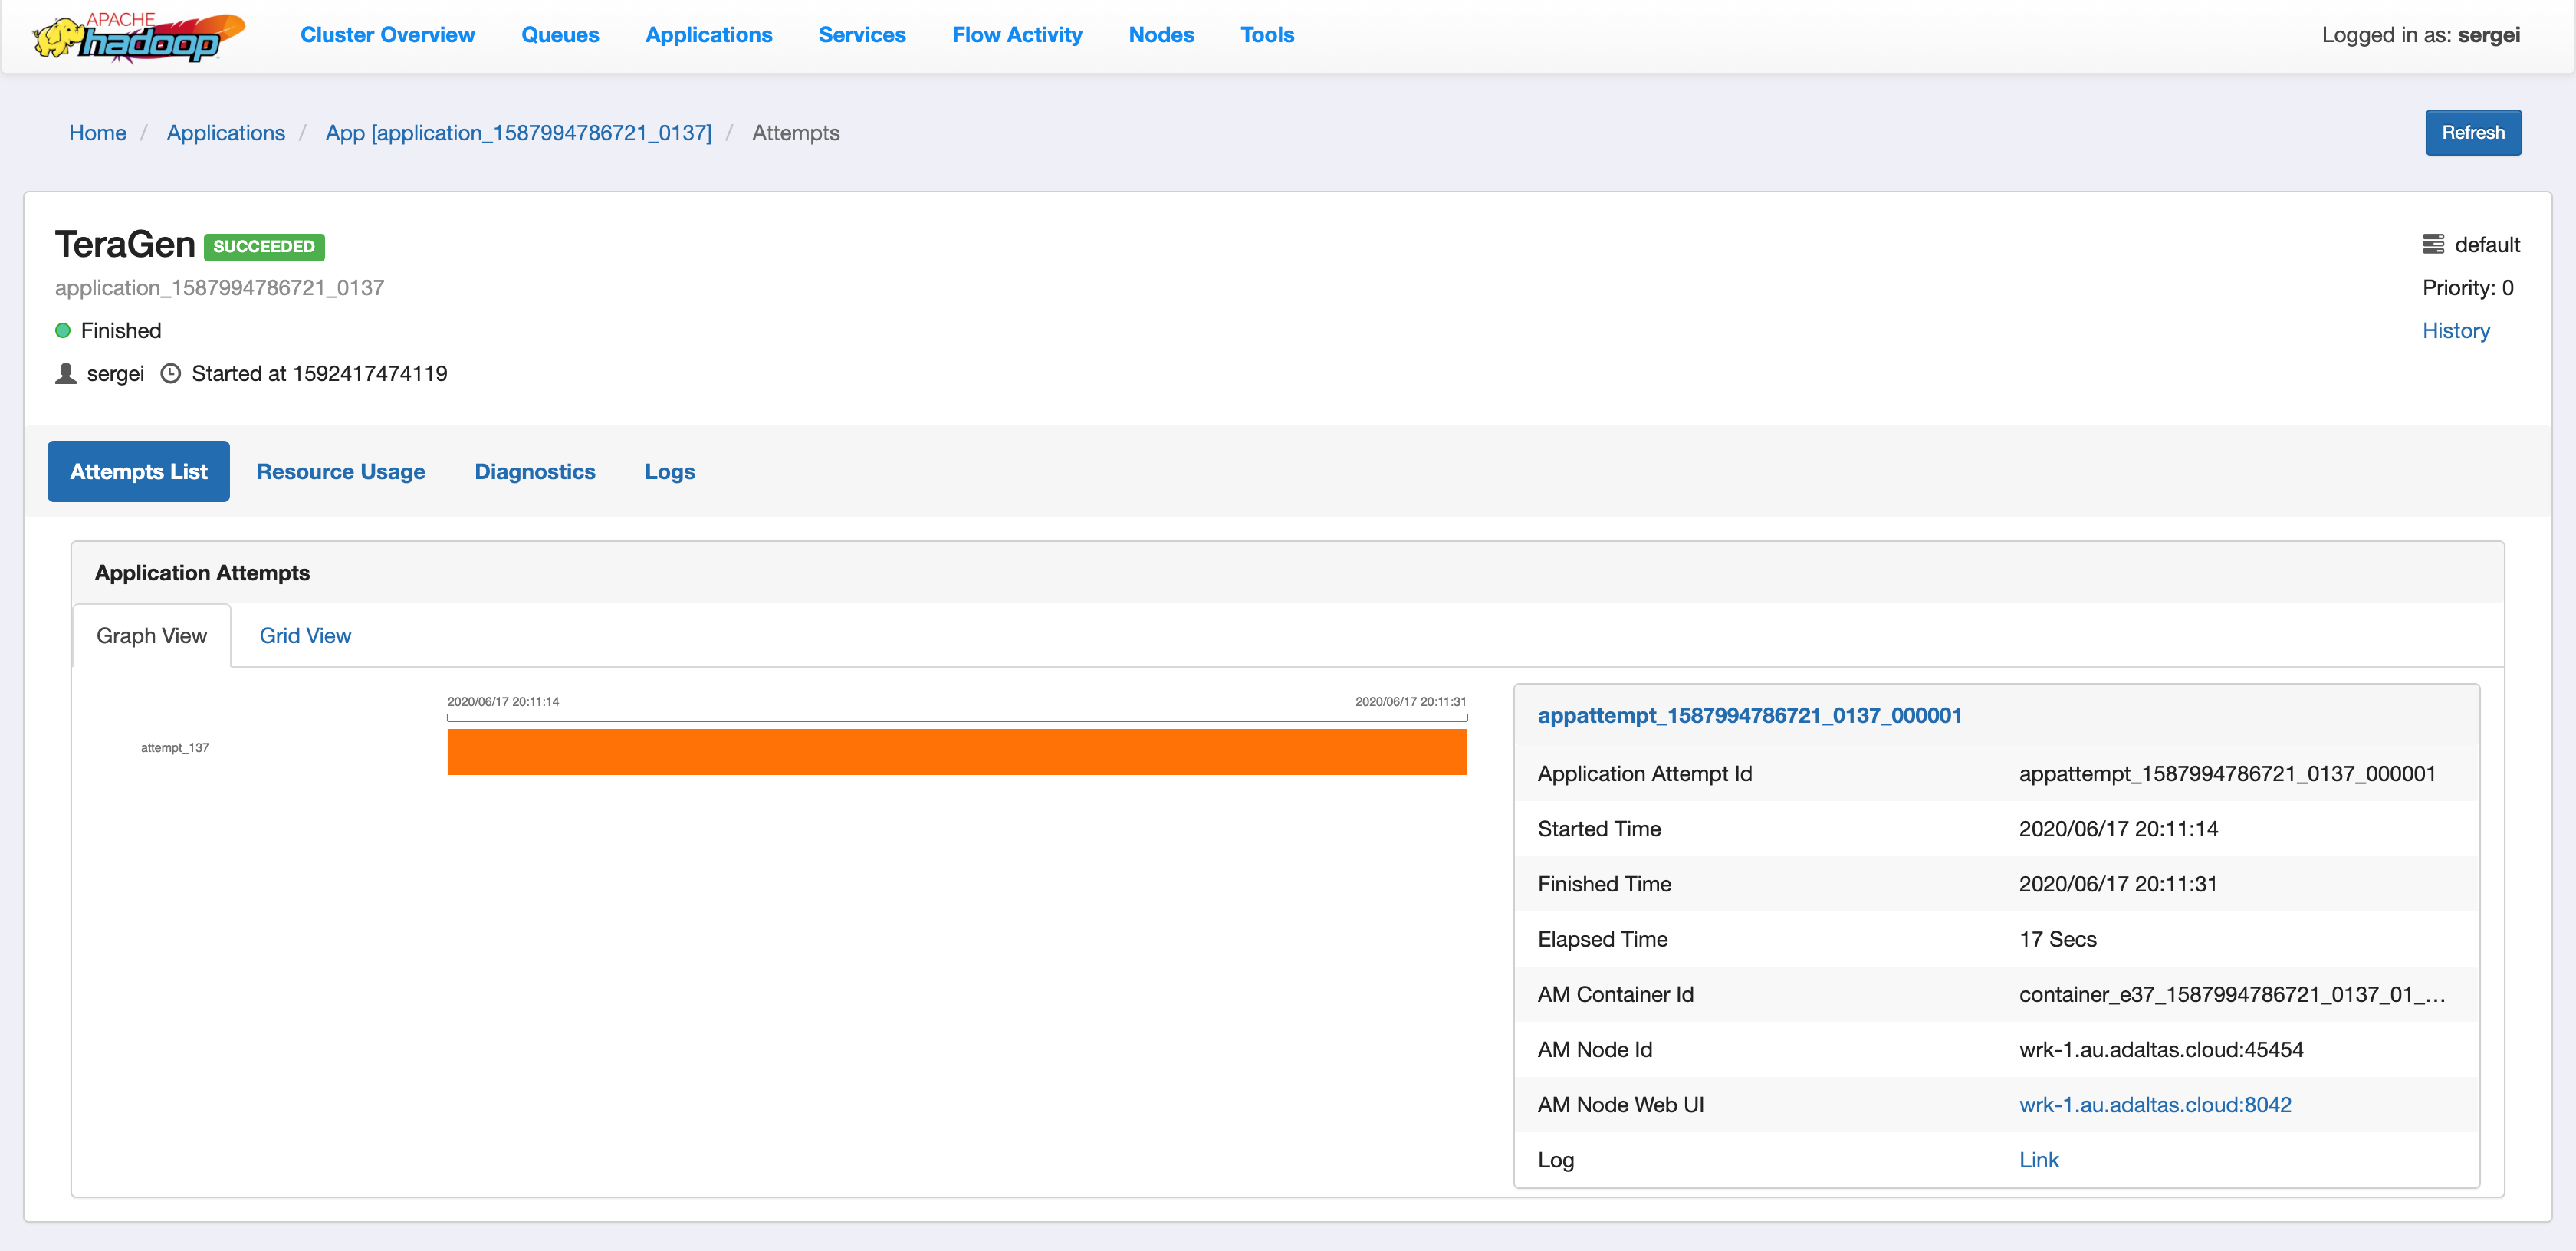 APACHE
hadoop
Cluster Overview Queues Applications Services Flow Activity Nodes Tools Logged in as: sergei
Home / Applications / App [application_1587994786721_0137] / Attempts Refresh
TeraGen SUCCEEDED default
application_1587994786721_0137 Priority: 0
Finished History
sergei Started at 1592417474119
Attempts List Resource Usage Diagnostics Logs
Application Attempts
Graph View Grid View
2020/06/17 20:11:14 2020/06/17 20:11:31
attempt_137
appattempt_1587994786721_0137_000001
Application Attempt Id appattempt_1587994786721_0137_000001
Started Time 2020/06/17 20:11:14
Finished Time 2020/06/17 20:11:31
Elapsed Time 17 Secs
AM Container Id container_e37_1587994786721_0137_01_...
AM Node Id wrk-1.au.adaltas.cloud:45454
AM Node Web UI wrk-1.au.adaltas.cloud:8042
Log Link